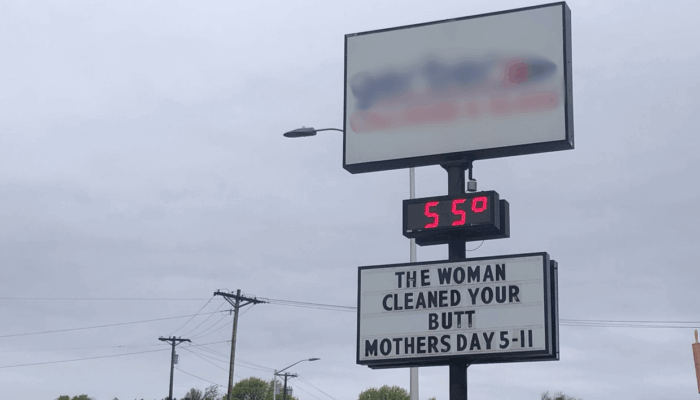 55°
THE WOMAN
CLEANED YOUR
BUTT
MOTHERS DAY 5-11